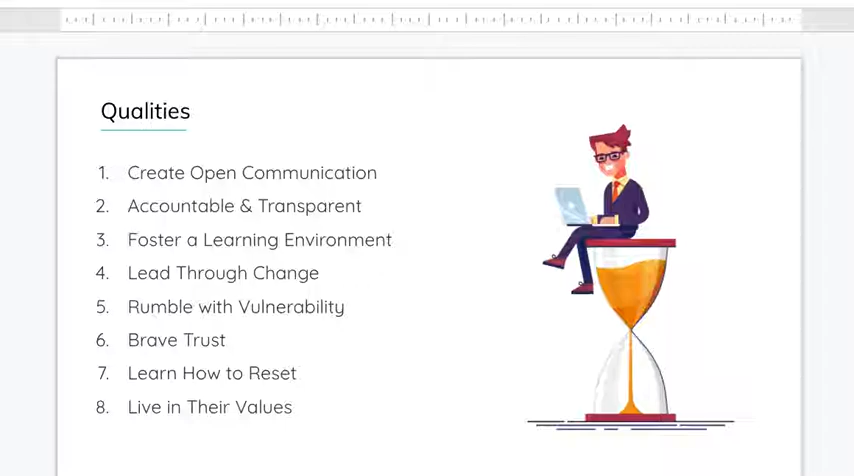 Qualities
1. Create Open Communication
2. Accountable & Transparent
3. Foster a Learning Environment
4. Lead Through Change
5. Rumble with Vulnerability
6. Brave Trust
7. Learn How to Reset
8. Live in Their Values